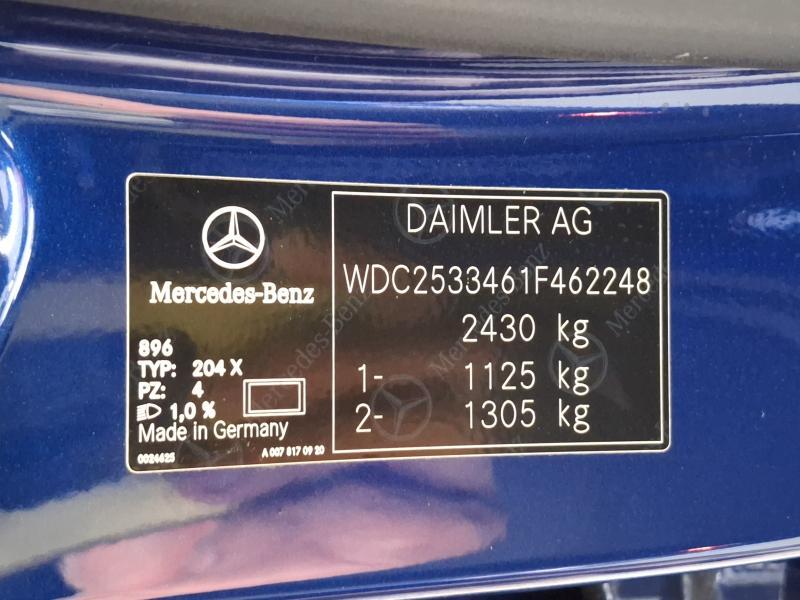 Mercedes-Benz
896
TYP: 204 X
PZ: 4
1,0 %
Made in Germany
0024625
A 007 817 09 20
DAIMLER AG
WDC2533461F462248
2430 kg
1- 1125 kg
2- 1305 kg